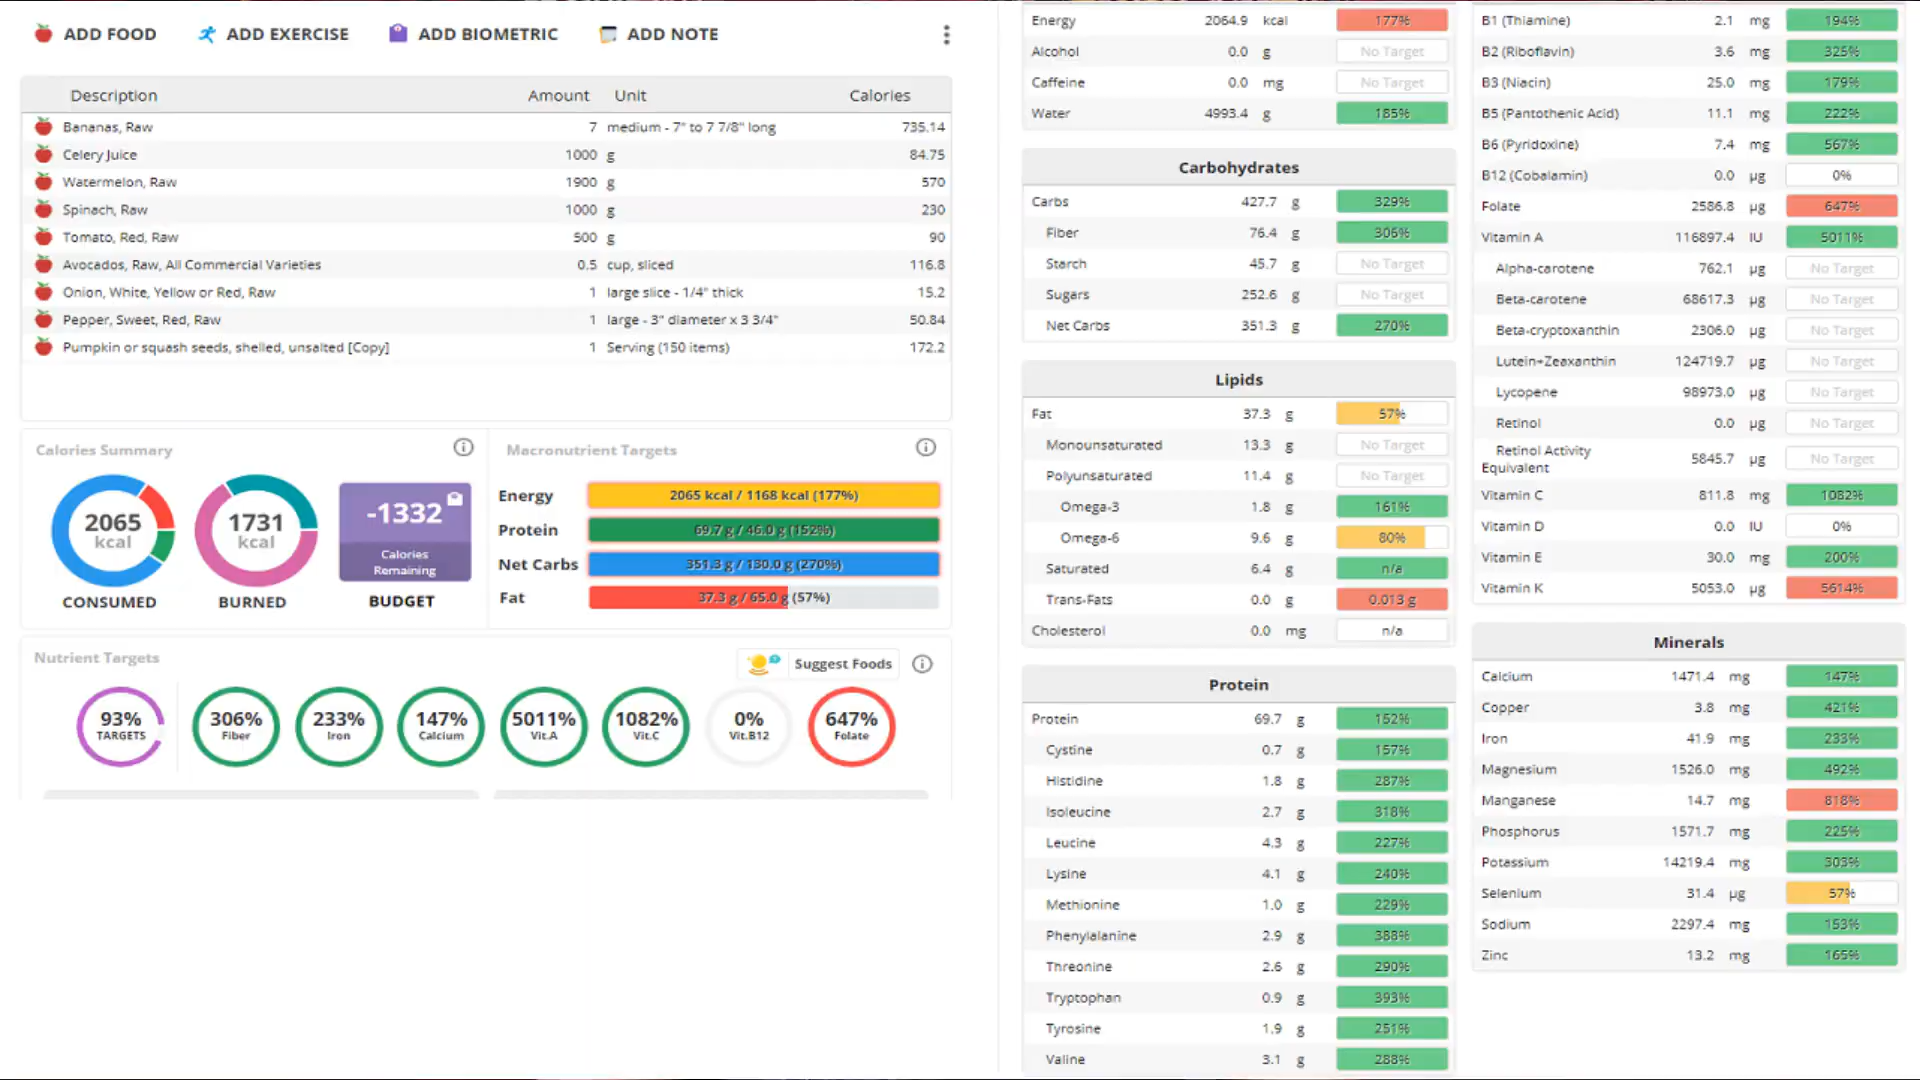 ADD FOOD ADD EXERCISE ADD BIOMETRIC ADD NOTE
Description Amount Unit Calories
Bananas, Raw 7 medium - 7" to 7 7/8" long 735.14
Celery Juice 1000 g 84.75
Watermelon, Raw 1900 g 570
Spinach, Raw 1000 g 230
Tomato, Red, Raw 500 g 90
Avocados, Raw, All Commercial Varieties 0.5 cup, sliced 116.8
Onion, White, Yellow or Red, Raw 1 large slice - 1/4" thick 15.2
Pepper, Sweet, Red, Raw 1 large - 3" diameter x 3 3/4" 50.84
Pumpkin or squash seeds, shelled, unsalted [Copy] 1 Serving (150 items) 172.2
Calories Summary
2065
kcal
CONSUMED
1731
kcal
BURNED
-1332
Calories
Remaining
BUDGET
Macronutrient Targets
Energy 2065 kcal / 1168 kcal (177%)
Protein 69.7 g / 46.0 g (152%)
Net Carbs 351.3 g / 130.0 g (270%)
Fat 37.3 g / 65.0 g (57%)
Nutrient Targets
Suggest Foods
93%
TARGETS
306%
Fiber
233%
Iron
147%
Calcium
5011%
Vit.A
1082%
Vit.C
0%
Vit.B12
647%
Folate
Energy 2064.9 kcal 177%
Alcohol 0.0 g No Target
Caffeine 0.0 mg No Target
Water 4993.4 g 185%
Carbohydrates
Carbs 427.7 g 329%
Fiber 76.4 g 306%
Starch 45.7 g No Target
Sugars 252.6 g No Target
Net Carbs 351.3 g 270%
Lipids
Fat 37.3 g 57%
Monounsaturated 13.3 g No Target
Polyunsaturated 11.4 g No Target
Omega-3 1.8 g 161%
Omega-6 9.6 g 80%
Saturated 6.4 g n/a
Trans-Fats 0.0 g 0.013 g
Cholesterol 0.0 mg n/a
Protein
Protein 69.7 g 152%
Cystine 0.7 g 157%
Histidine 1.8 g 287%
Isoleucine 2.7 g 318%
Leucine 4.3 g 227%
Lysine 4.1 g 240%
Methionine 1.0 g 229%
Phenylalanine 2.9 g 388%
Threonine 2.6 g 290%
Tryptophan 0.9 g 393%
Tyrosine 1.9 g 251%
Valine 3.1 g 288%
B1 (Thiamine) 2.1 mg 194%
B2 (Riboflavin) 3.6 mg 325%
B3 (Niacin) 25.0 mg 179%
B5 (Pantothenic Acid) 11.1 mg 222%
B6 (Pyridoxine) 7.4 mg 567%
B12 (Cobalamin) 0.0 µg 0%
Folate 2586.8 µg 647%
Vitamin A 116897.4 IU 5011%
Alpha-carotene 762.1 µg No Target
Beta-carotene 68617.3 µg No Target
Beta-cryptoxanthin 2306.0 µg No Target
Lutein+Zeaxanthin 124719.7 µg No Target
Lycopene 98973.0 µg No Target
Retinol 0.0 µg No Target
Retinol Activity
Equivalent 5845.7 µg No Target
Vitamin C 811.8 mg 1082%
Vitamin D 0.0 IU 0%
Vitamin E 30.0 mg 200%
Vitamin K 5053.0 µg 5614%
Minerals
Calcium 1471.4 mg 147%
Copper 3.8 mg 421%
Iron 41.9 mg 233%
Magnesium 1526.0 mg 492%
Manganese 14.7 mg 818%
Phosphorus 1571.7 mg 225%
Potassium 14219.4 mg 303%
Selenium 31.4 µg 57%
Sodium 2297.4 mg 153%
Zinc 13.2 mg 165%